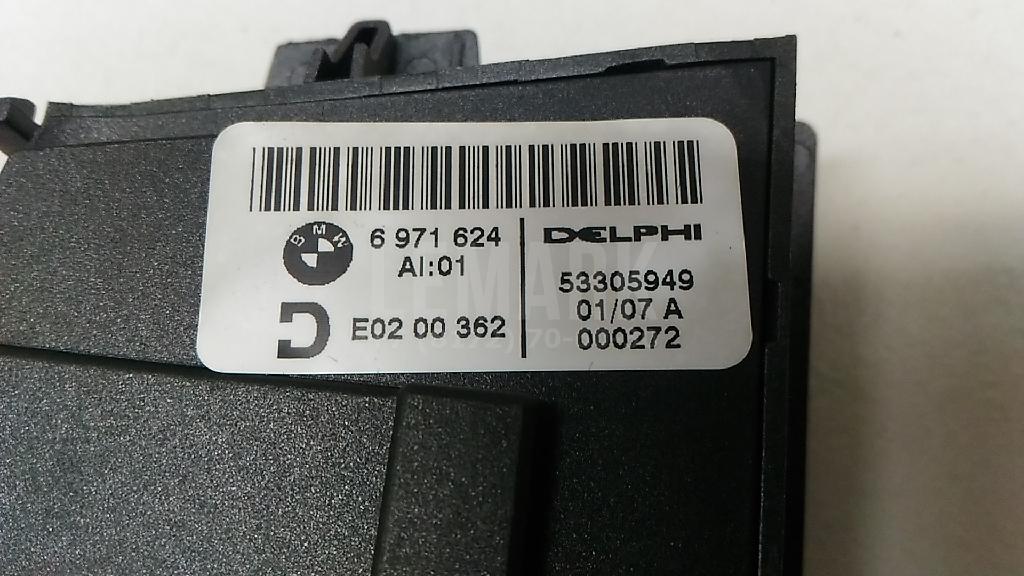 BMW
6 971 624
AI:01
D
E02 00 362
DELPHI
53305949
01/07 A
000272